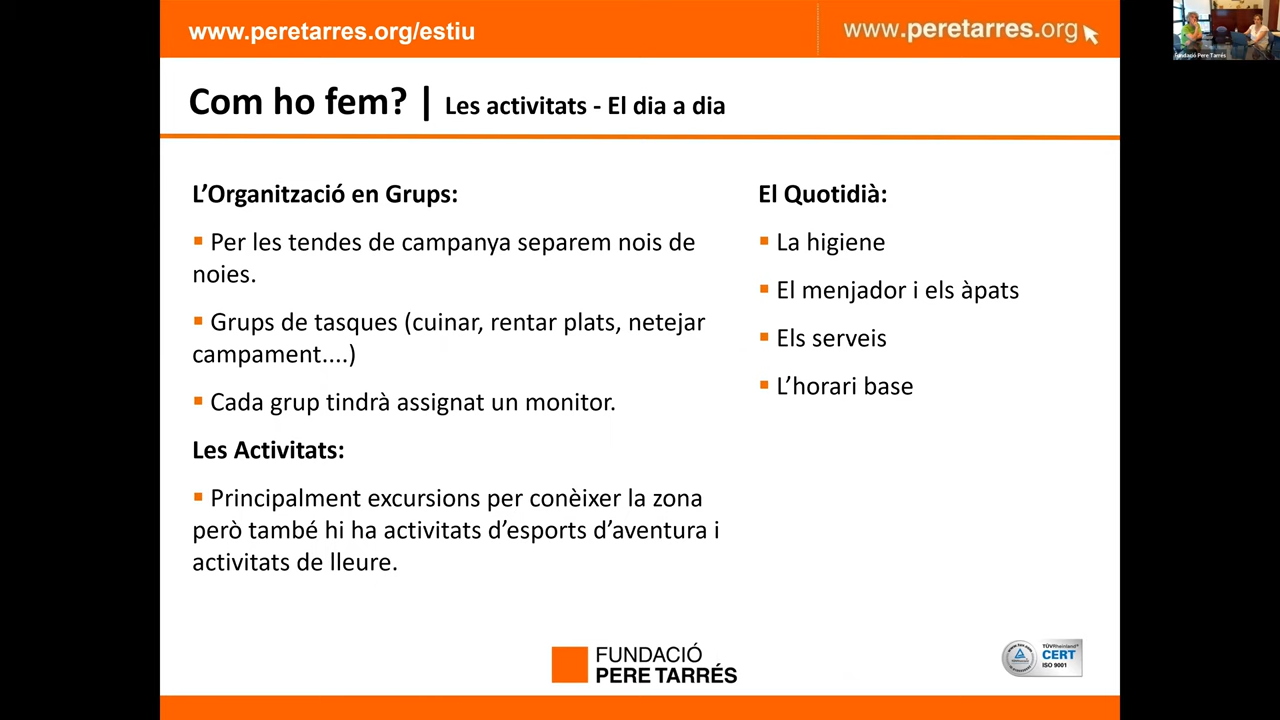 www.peretarres.org/estiu
www.peretarres.org
Fundació Pere Tarrés
Com ho fem? | Les activitats - El dia a dia
L’Organització en Grups:
Per les tendes de campanya separem nois de
noies.
Grups de tasques (cuinar, rentar plats, netejar
campament....)
Cada grup tindrà assignat un monitor.
Les Activitats:
Principalment excursions per conèixer la zona
però també hi ha activitats d’esports d’aventura i
activitats de lleure.
El Quotidià:
La higiene
El menjador i els àpats
Els serveis
L’horari base
FUNDACIÓ
PERE TARRÉS
TÜVRheinland
CERT
ISO 9001